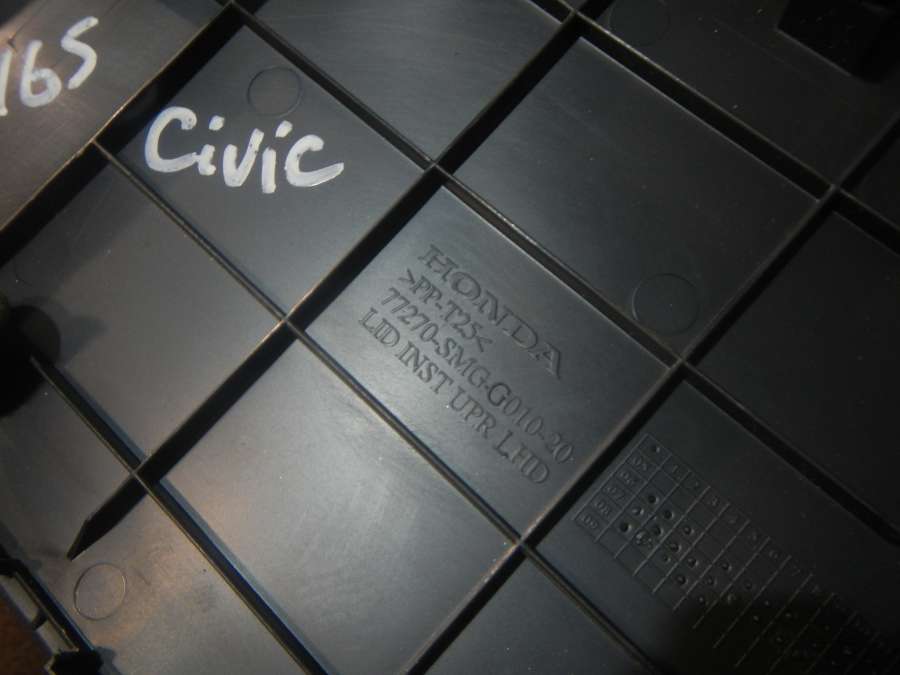 165
Civic
HONDA
>PP-T25<
77270-SMG-G010-20
LID INST UPR LHD